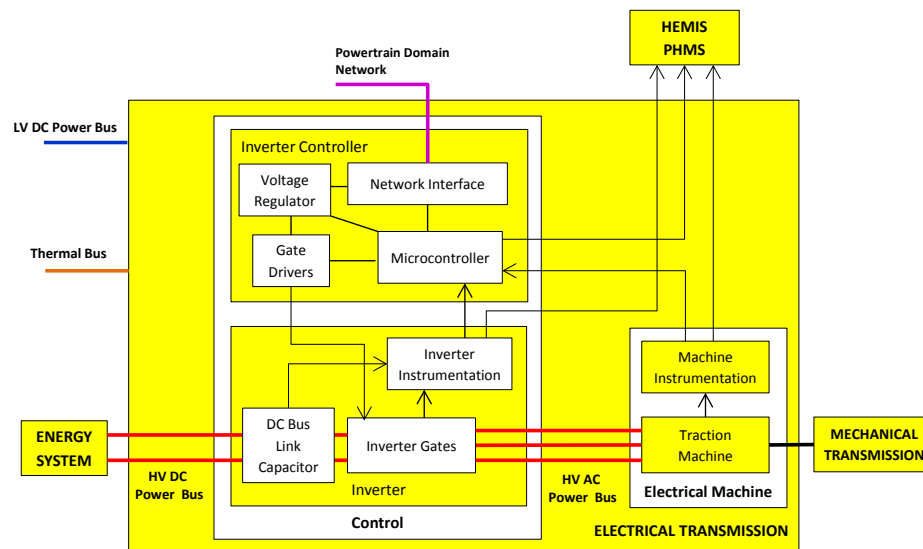 HEMIS
PHMS
Powertrain Domain
Network
LV DC Power Bus
Inverter Controller
Voltage
Regulator
Network Interface
Thermal Bus
Gate
Drivers
Microcontroller
Inverter
Instrumentation
Machine
Instrumentation
ENERGY
SYSTEM
DC Bus
Link
Capacitor
Inverter Gates
Traction
Machine
MECHANICAL
TRANSMISSION
HV DC
Power Bus
Inverter
HV AC
Power Bus
Electrical Machine
Control
ELECTRICAL TRANSMISSION